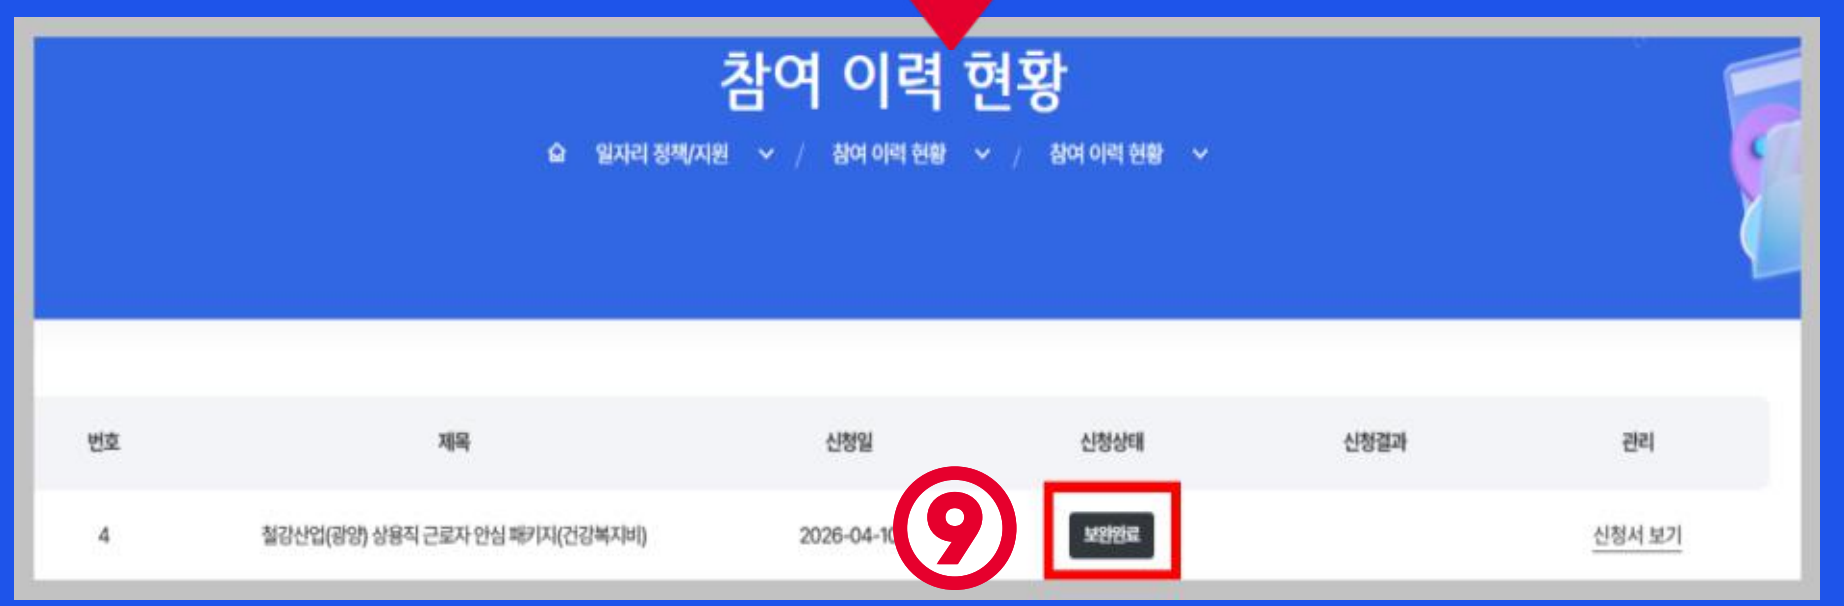 참여 이력 현황
일자리 정책/지원 / 참여 이력 현황 / 참여 이력 현황
번호 제목 신청일 신청상태 신청결과 관리
4 철강산업(광양) 상용직 근로자 안심 패키지(건강복지비) 2026-04-10 9 보완완료 신청서 보기